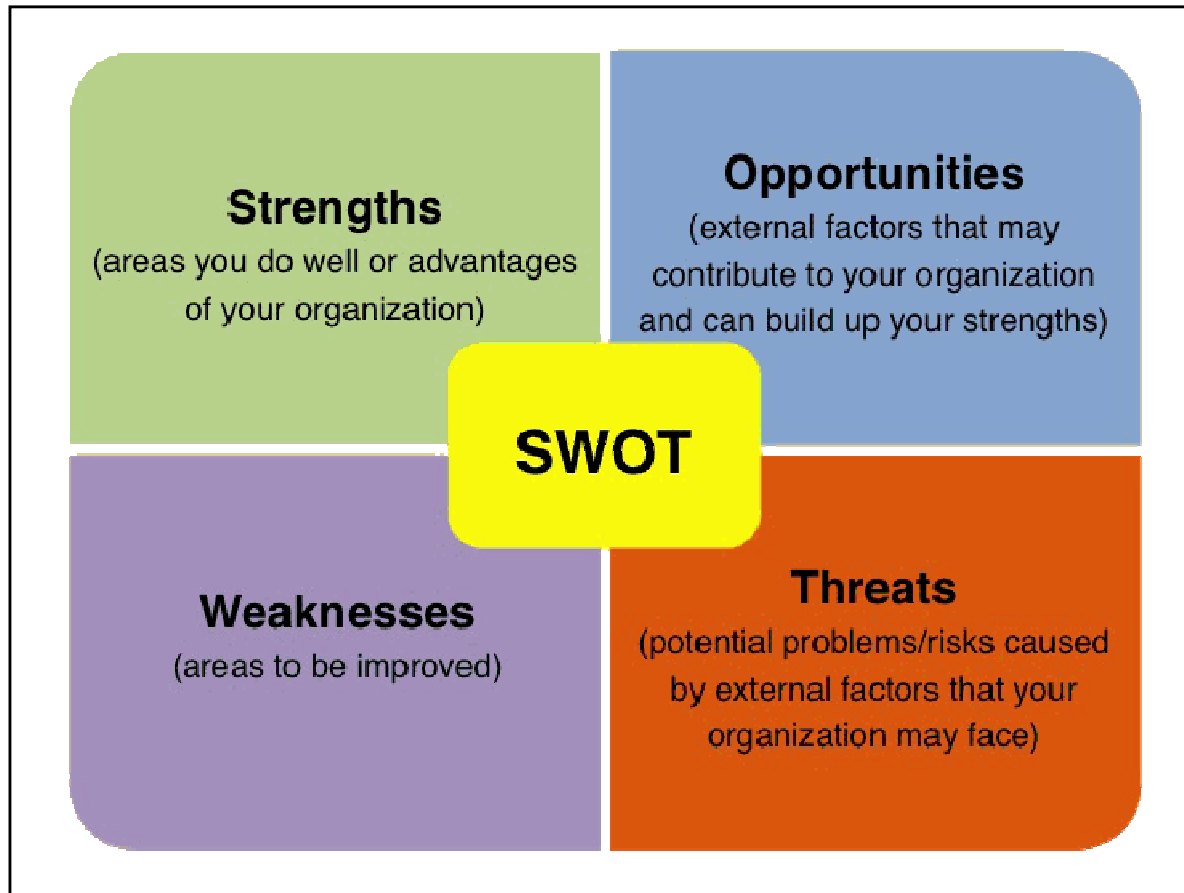 Strengths
(areas you do well or advantages
of your organization)
Opportunities
(external factors that may
contribute to your organization
and can build up your strengths)
SWOT
Weaknesses
(areas to be improved)
Threats
(potential problems/risks caused
by external factors that your
organization may face)